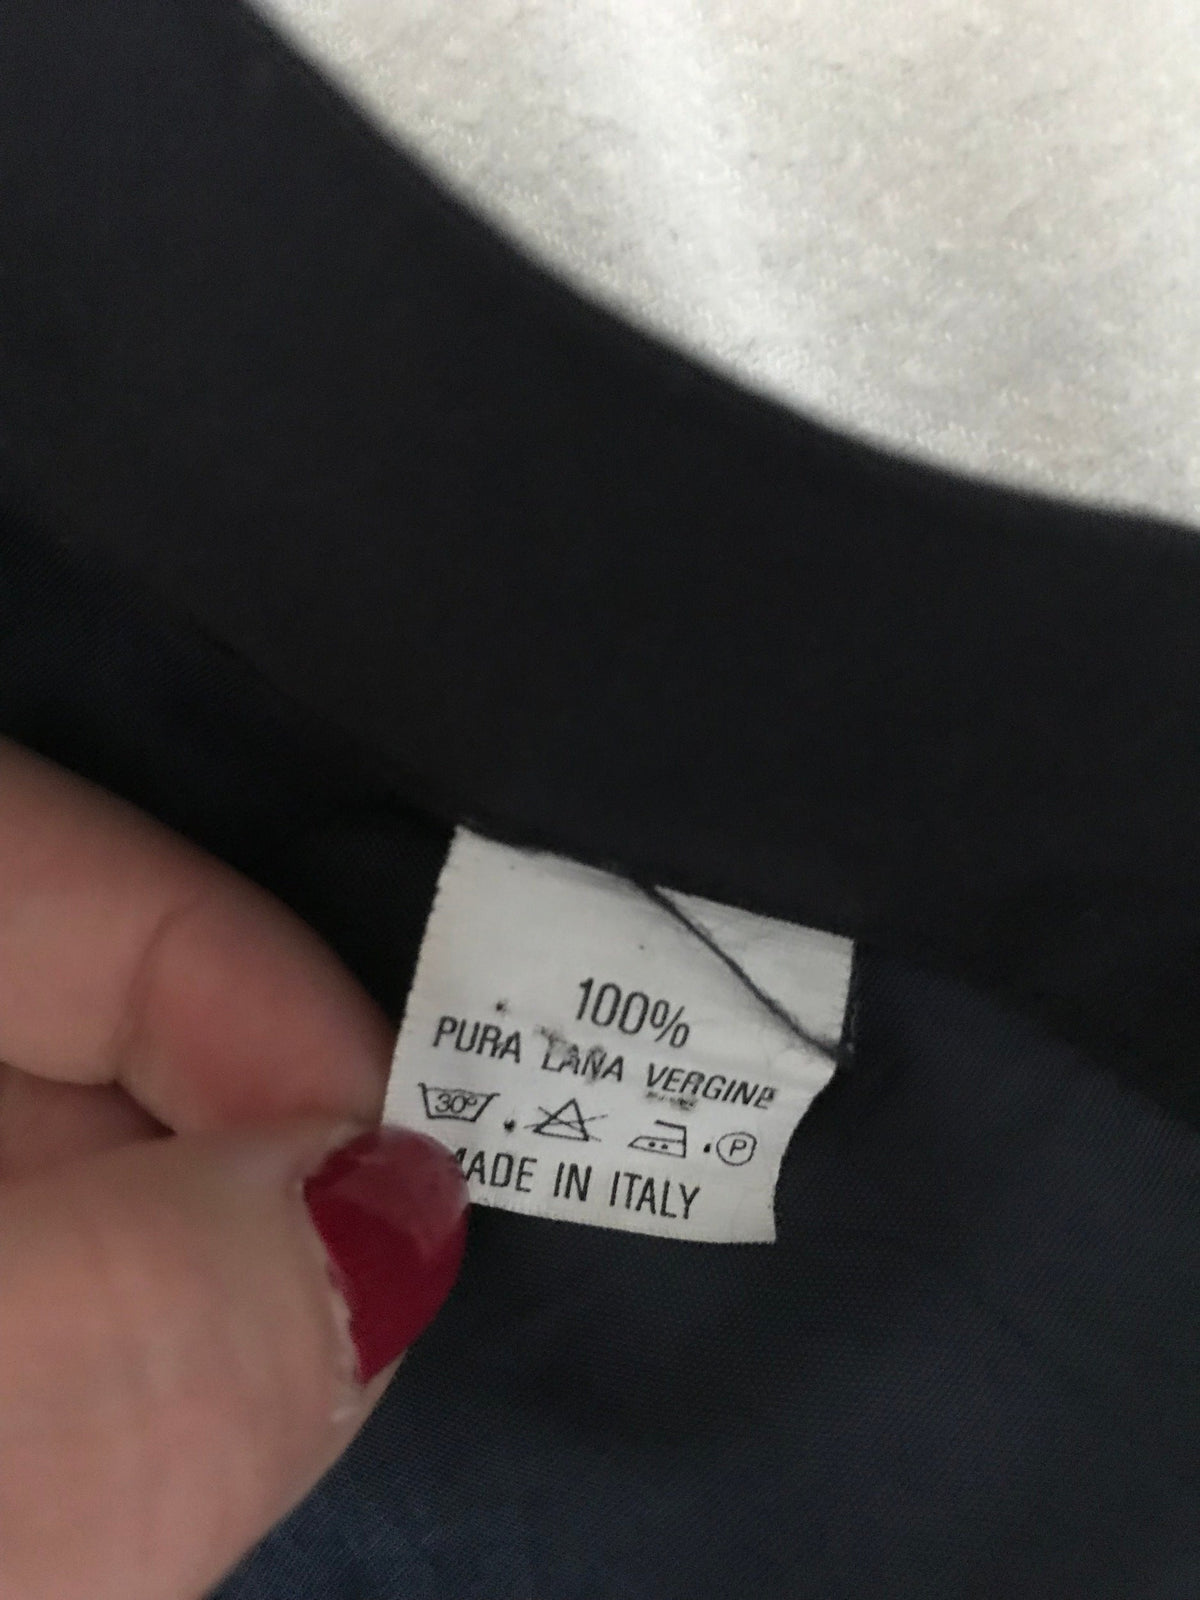 100%
PURA LANA VERGINE
30° P
MADE IN ITALY